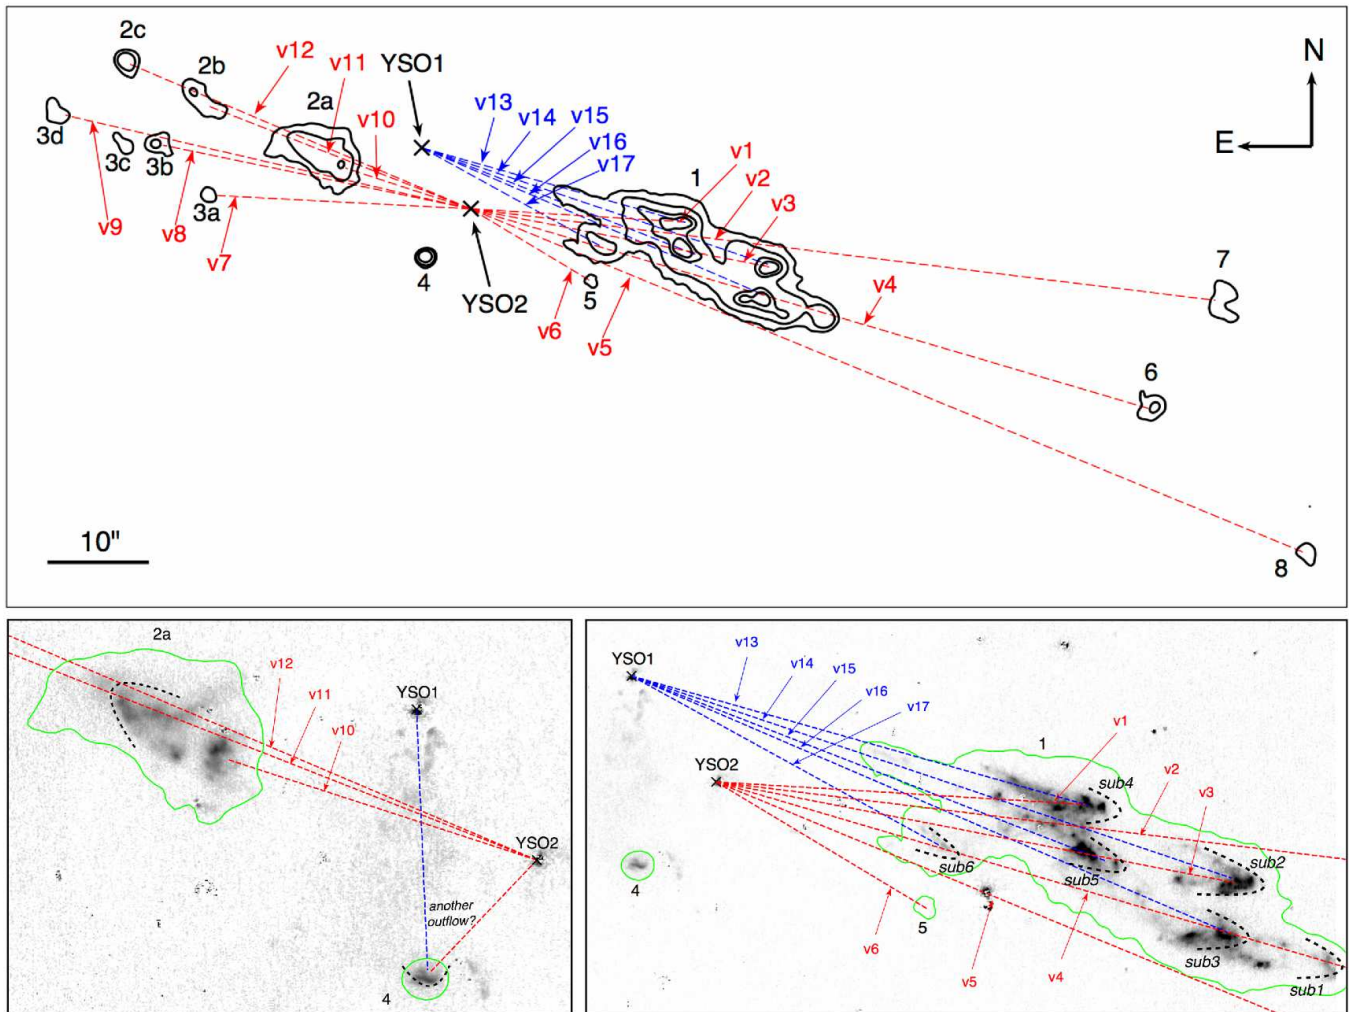 2c
v12
v11
2b
YSO1
2a
v10
v13
v14
v15
v16
v17
1
v1
v2
v3
N
E
3d
3c
3b
3a
v9
v8
v7
4
YSO2
5
v6
v5
v4
7
6
8
10"
2a
v12
v11
v10
YSO1
YSO2
another
outflow?
4
YSO1
v13
v14
v15
v16
v17
YSO2
1
v1
v2
v3
sub4
sub2
sub5
sub6
4
5
v6
v5
v4
sub3
sub1